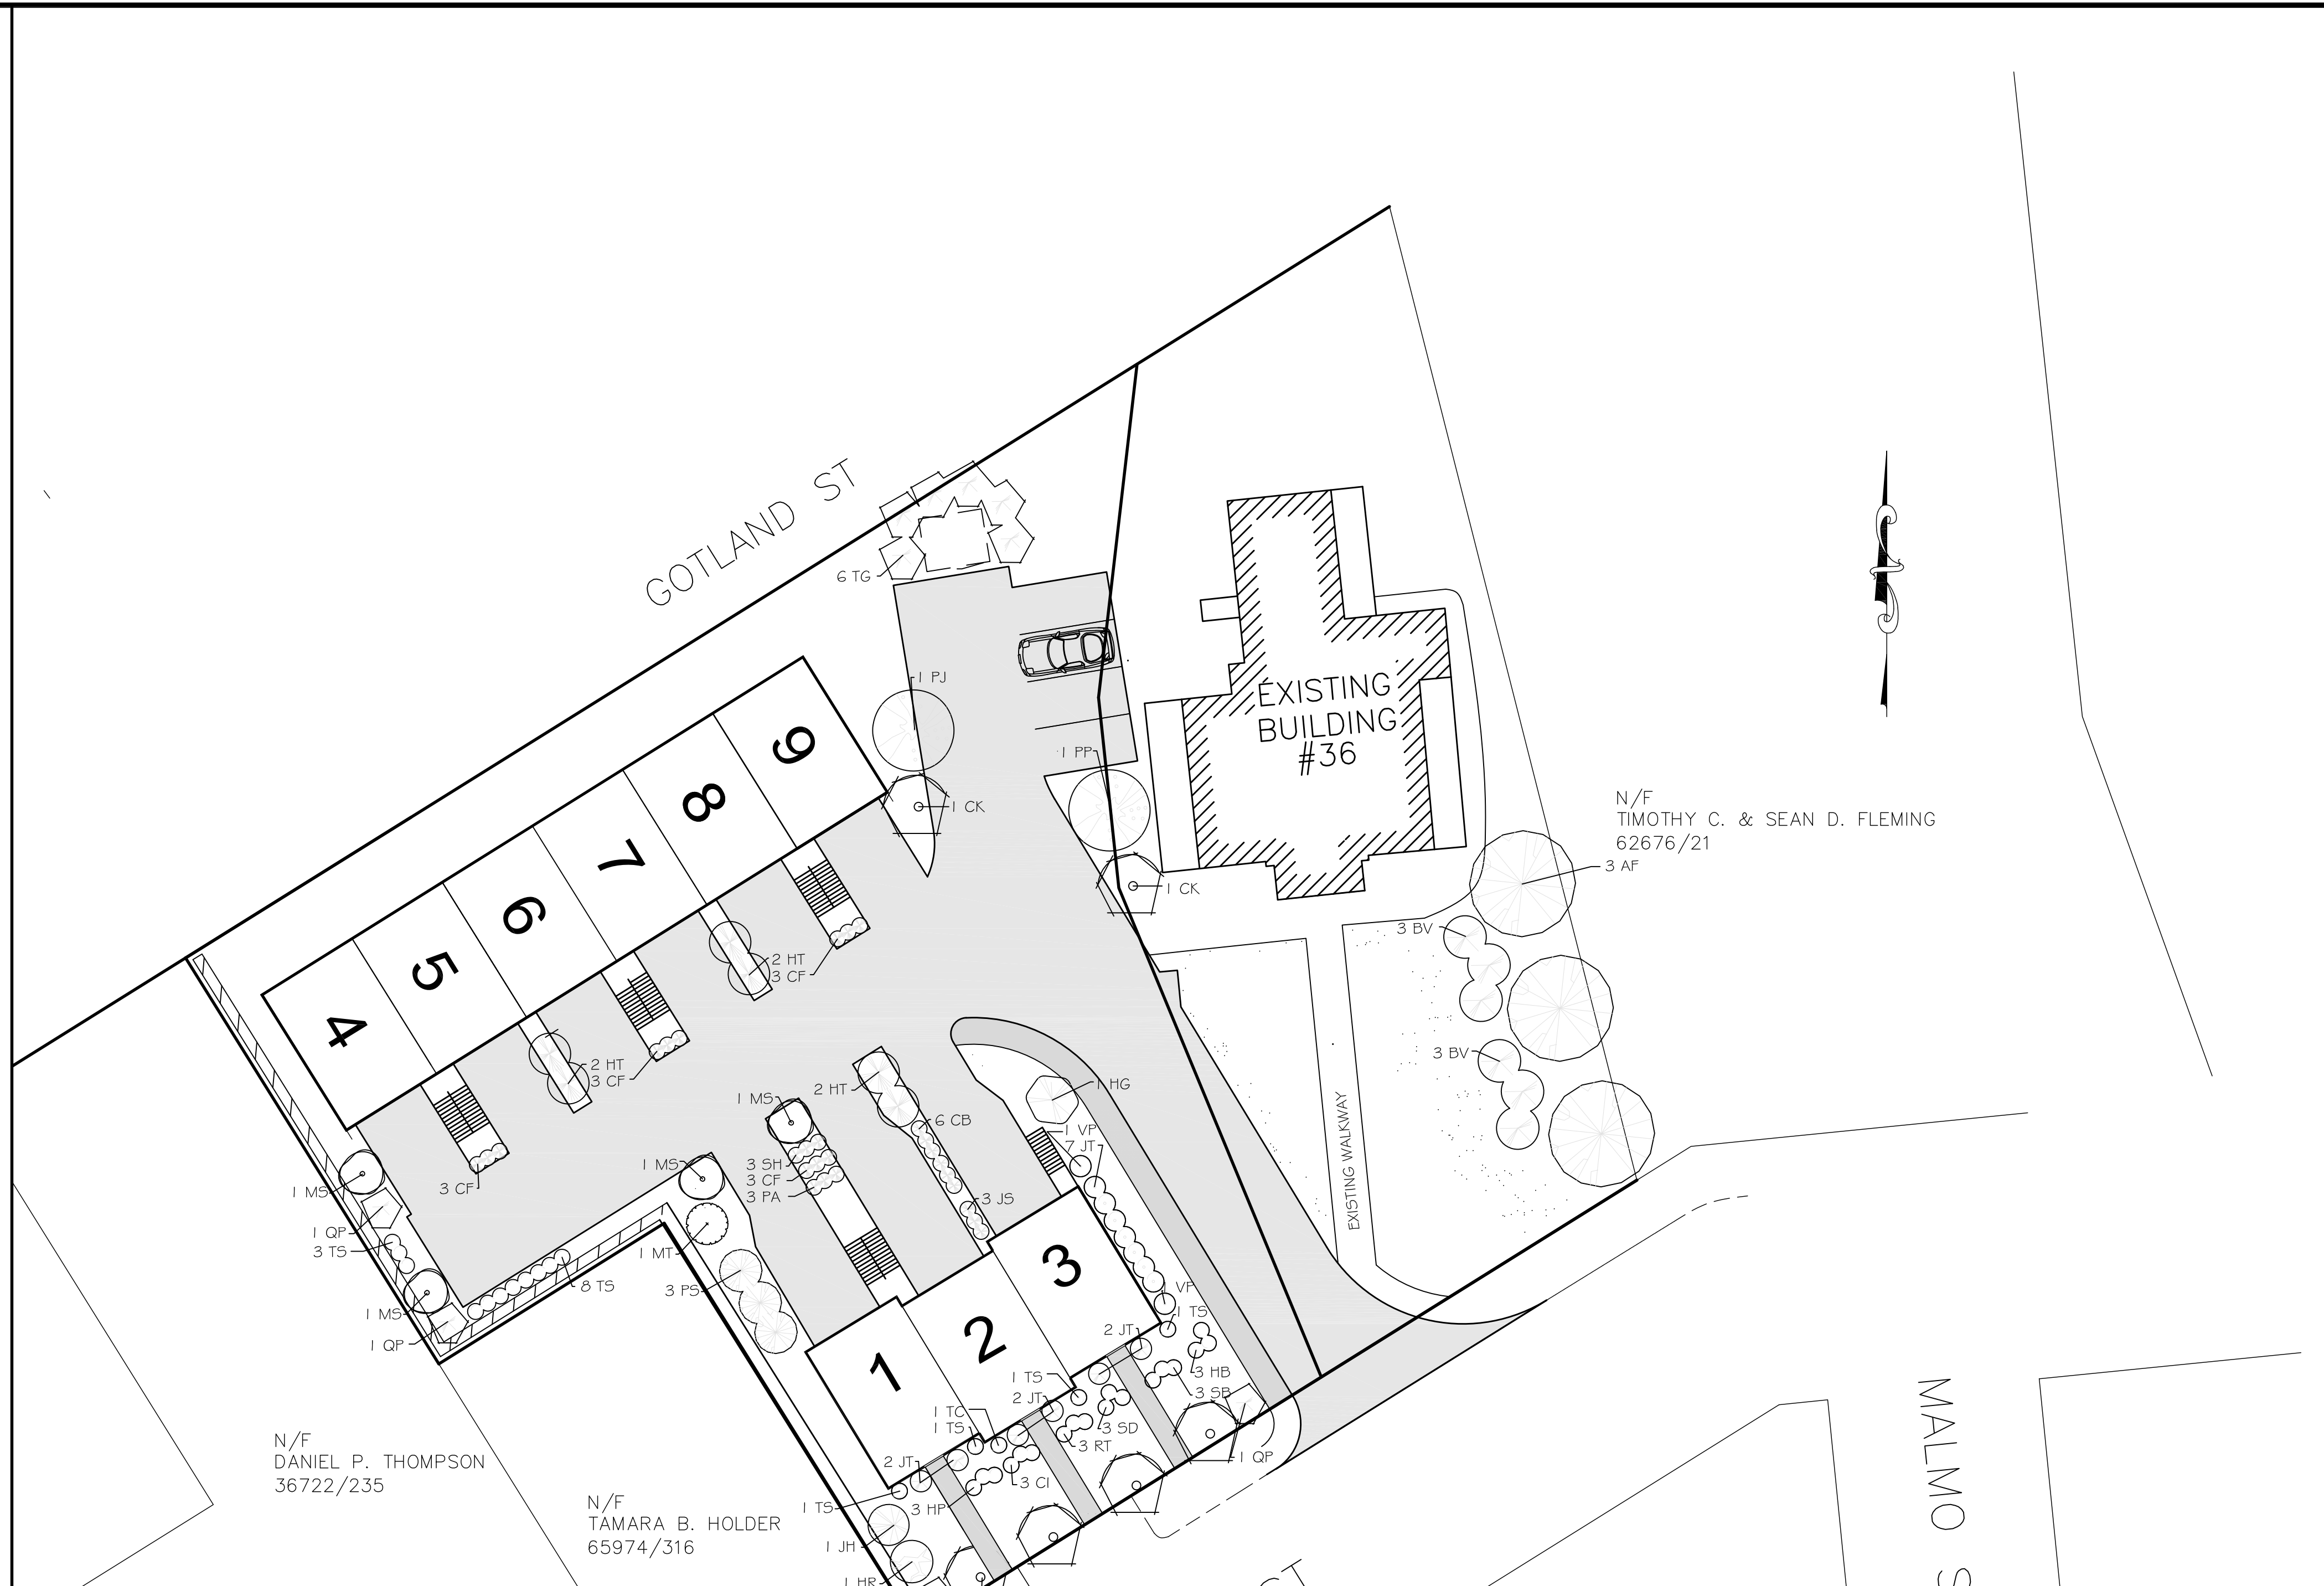 GOTLAND ST
6 TG
1 PJ
EXISTING
BUILDING
#36
1 PP
1 CK
1 CK
N/F
TIMOTHY C. & SEAN D. FLEMING
62676/21
3 AF
3 BV
3 BV
9
8
7
6
5
4
2 HT
3 CF
2 HT
3 CF
3 CF
1 MS
1 QP
3 TS
1 MS
1 QP
8 TS
1 MS
1 MT
3 PS
1 MS
3 SH
3 CF
3 PA
2 HT
6 CB
3 JS
1 HG
1 VP
7 JT
EXISTING WALKWAY
1
2
3
1 TS
2 JT
3 HB
3 SB
1 TS
2 JT
3 SD
3 RT
1 QP
1 TC
1 TS
2 JT
3 CI
3 HP
1 TS
1 JH
1 HR
N/F
DANIEL P. THOMPSON
36722/235
N/F
TAMARA B. HOLDER
65974/316
MALMO